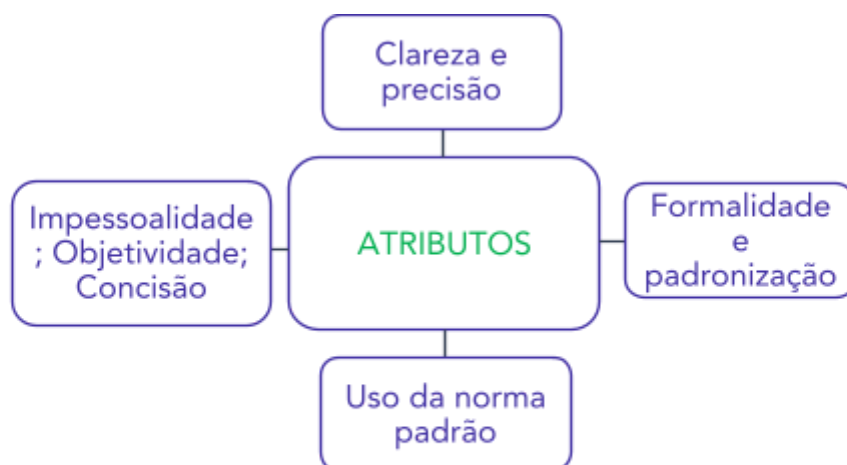 Clareza e
precisão
Impessoalidade
; Objetividade;
Concisão
ATRIBUTOS
Formalidade
e
padronização
Uso da norma
padrão